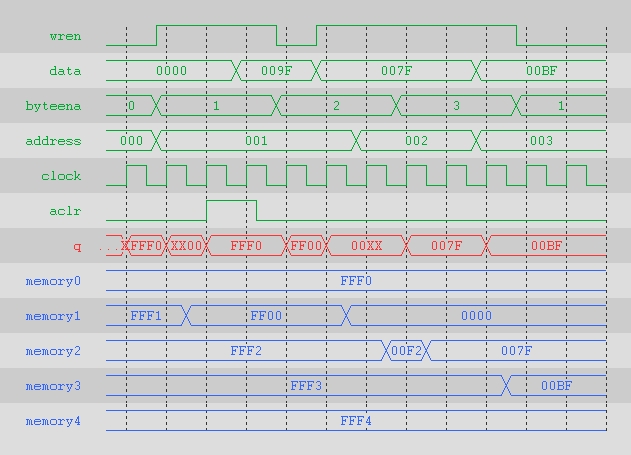 wren
data 0000 009F 007F 00BF
byteena 0 1 2 3 1
address 000 001 002 003
clock
aclr
q ...XFFF0 XX00 FFF0 FF00 00XX 007F 00BF
memory0 FFF0
memory1 FFF1 FF00 0000
memory2 FFF2 00F2 007F
memory3 FFF3 00BF
memory4 FFF4